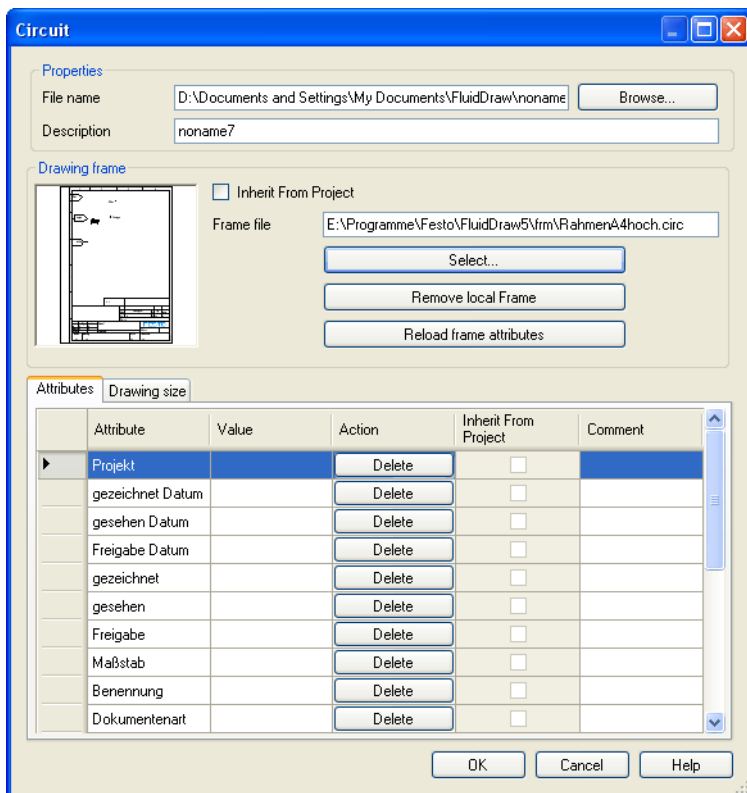 Circuit
Properties
File name D:\Documents and Settings\My Documents\FluidDraw\noname Browse...
Description noname7
Drawing frame
Inherit From Project
Frame file E:\Programme\Festo\FluidDraw5\frm\RahmenA4hoch.circ
Select...
Remove local Frame
Reload frame attributes
Attributes Drawing size
Attribute Value Action Inherit From Project Comment
Projekt Delete
gezeichnet Datum Delete
gesehen Datum Delete
Freigabe Datum Delete
gezeichnet Delete
gesehen Delete
Freigabe Delete
Maßstab Delete
Benennung Delete
Dokumentenart Delete
OK Cancel Help